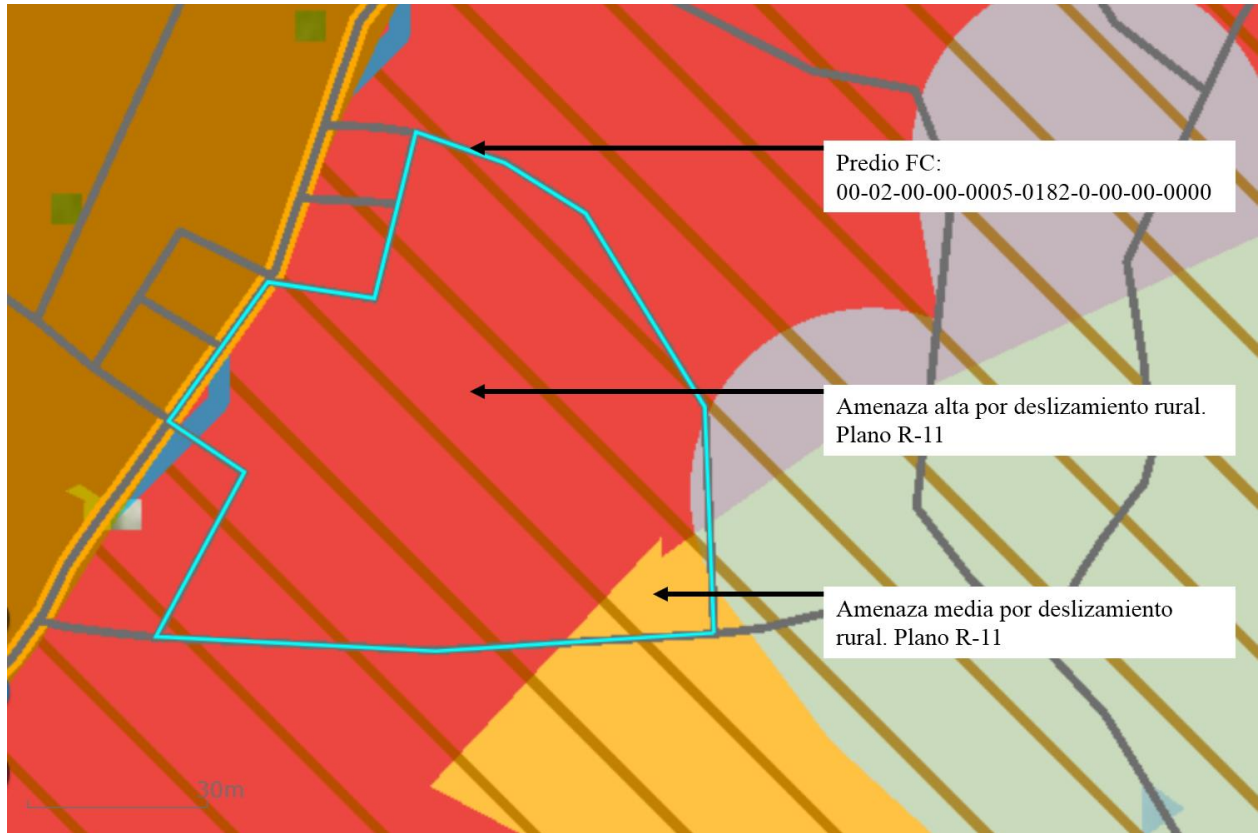 Predio FC:
00-02-00-00-0005-0182-0-00-00-0000
Amenaza alta por deslizamiento rural.
Plano R-11
Amenaza media por deslizamiento
rural. Plano R-11
30m